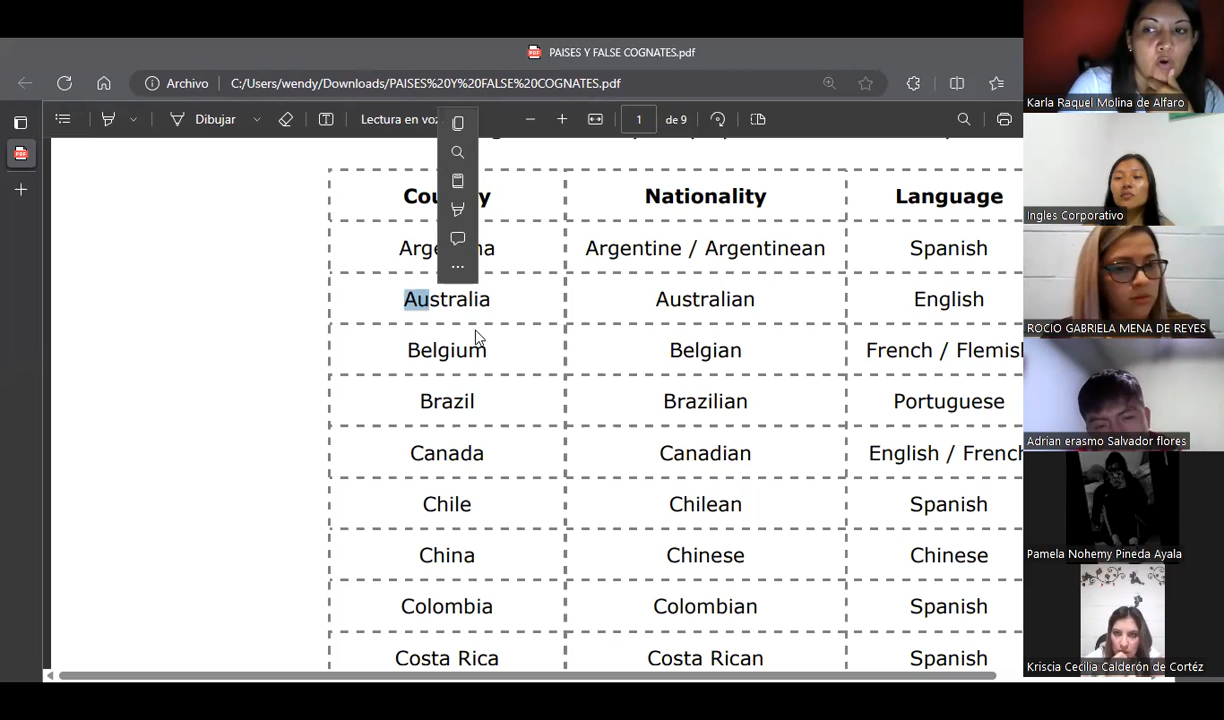 PAISES Y FALSE COGNATES.pdf
Archivo C:/Users/wendy/Downloads/PAISES%20Y%20FALSE%20COGNATES.pdf
Dibujar Lectura en voz 1 de 9
Nationality Language
Argentine / Argentinean Spanish
Australia Australian English
Belgium Belgian French / Flemish
Brazil Brazilian Portuguese
Canada Canadian English / French
Chile Chilean Spanish
China Chinese Chinese
Colombia Colombian Spanish
Costa Rica Costa Rican Spanish
Karla Raquel Molina de Alfaro
Ingles Corporativo
ROCIO GABRIELA MENA DE REYES
Adrian erasmo Salvador flores
Pamela Nohemy Pineda Ayala
Kriscia Cecilia Calderón de Cortéz